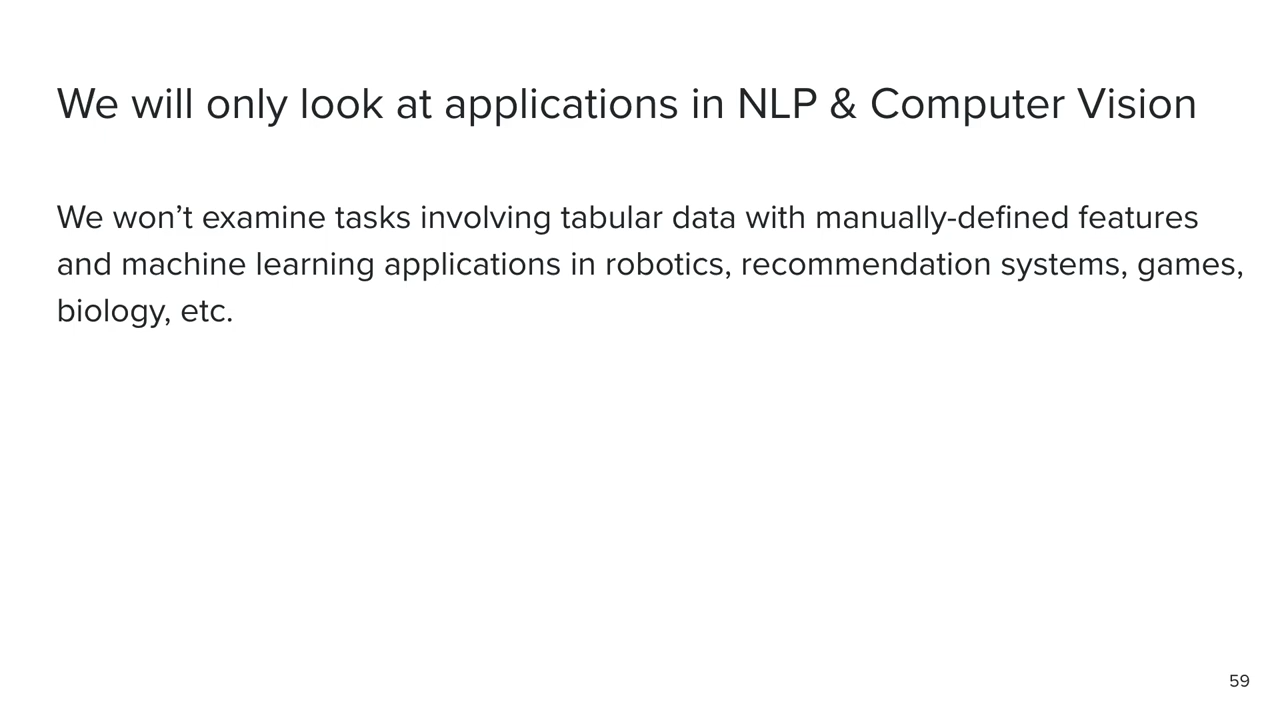 We will only look at applications in NLP & Computer Vision
We won’t examine tasks involving tabular data with manually-defined features
and machine learning applications in robotics, recommendation systems, games,
biology, etc.
59